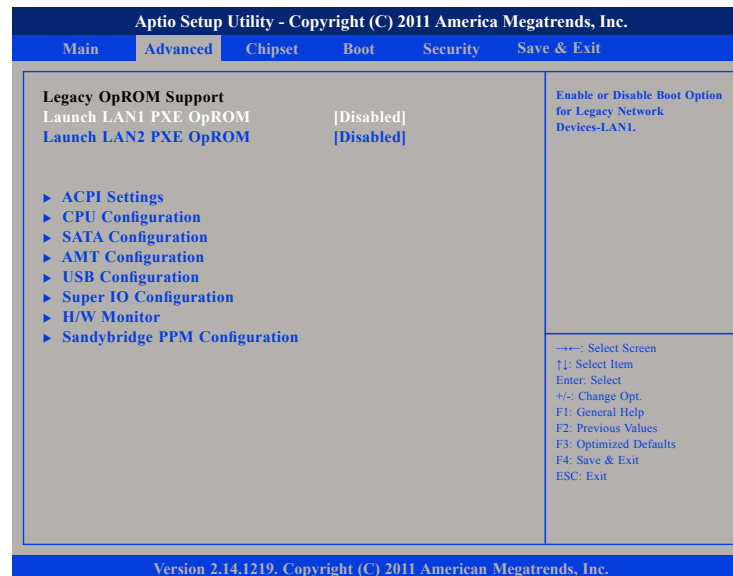 Aptio Setup Utility - Copyright (C) 2011 America Megatrends, Inc.
Main Advanced Chipset Boot Security Save & Exit
Legacy OpROM Support
Launch LAN1 PXE OpROM [Disabled]
Launch LAN2 PXE OpROM [Disabled]
▶ ACPI Settings
▶ CPU Configuration
▶ SATA Configuration
▶ AMT Configuration
▶ USB Configuration
▶ Super IO Configuration
▶ H/W Monitor
▶ Sandybridge PPM Configuration
Enable or Disable Boot Option
for Legacy Network
Devices-LAN1.
→←: Select Screen
↑↓: Select Item
Enter: Select
+/-: Change Opt.
F1: General Help
F2: Previous Values
F3: Optimized Defaults
F4: Save & Exit
ESC: Exit
Version 2.14.1219. Copyright (C) 2011 American Megatrends, Inc.